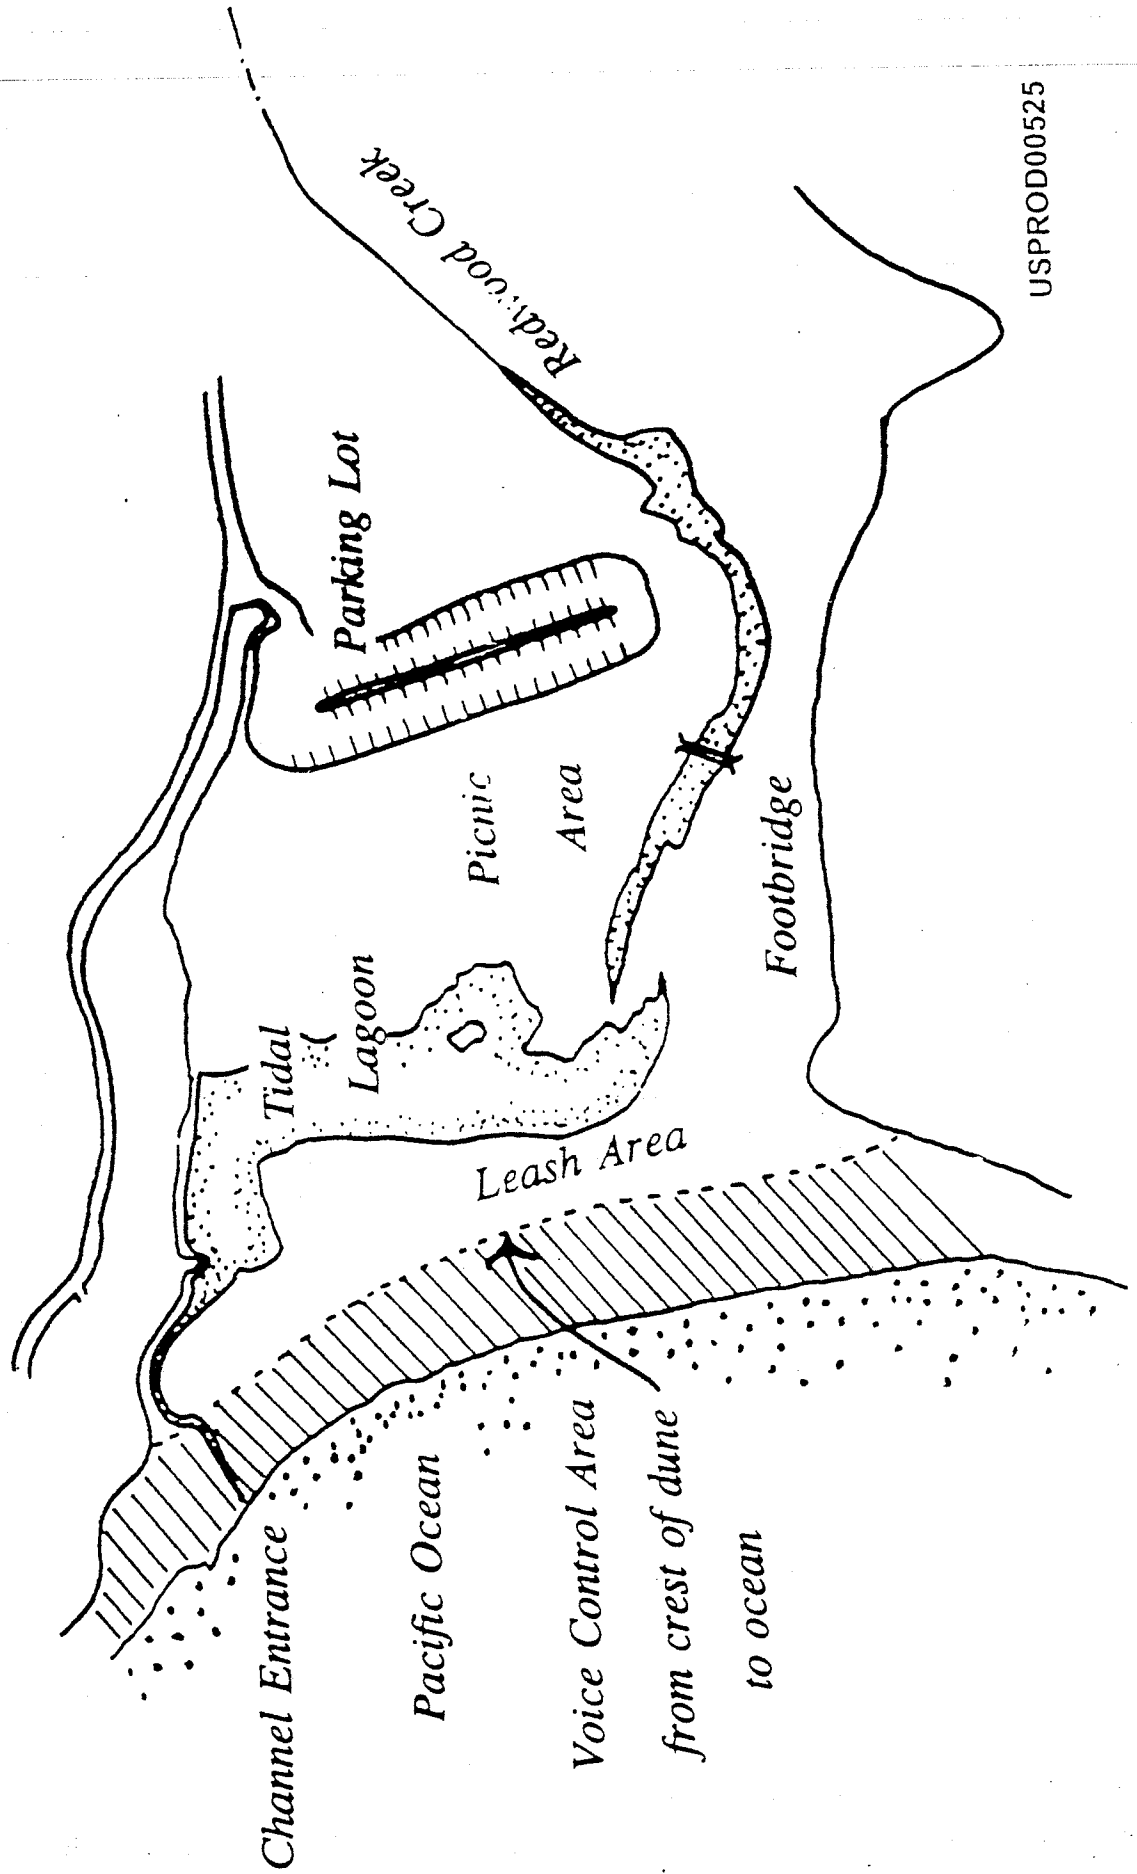 Redwood Creek
Parking Lot
Picnic
Area
Tidal
Lagoon
Footbridge
Leash Area
Channel Entrance
Pacific Ocean
Voice Control Area
from crest of dune
to ocean
USPROD00525